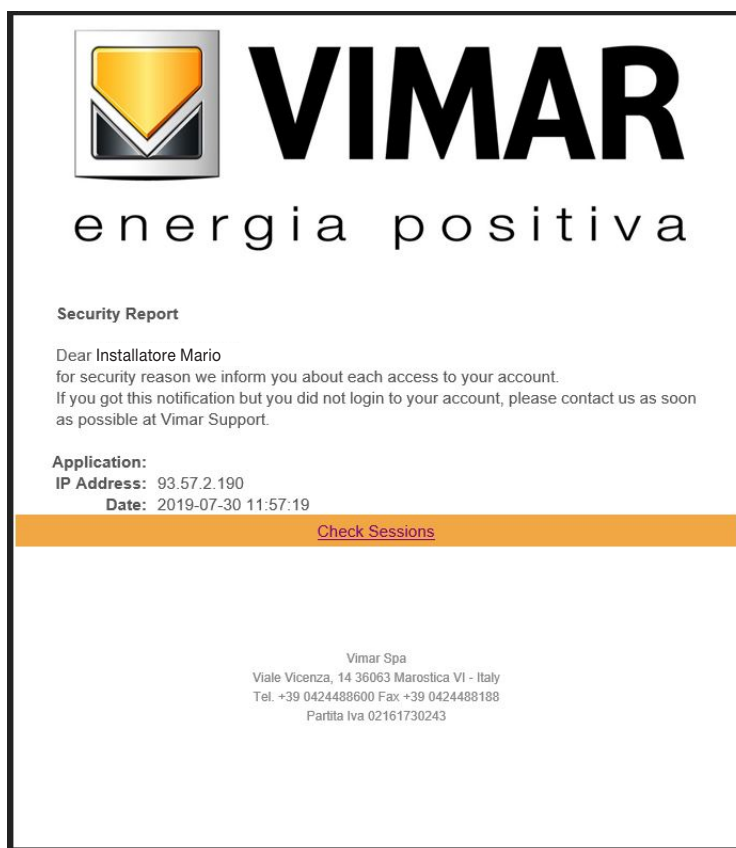 VIMAR
energia positiva
Security Report
Dear Installatore Mario
for security reason we inform you about each access to your account.
If you got this notification but you did not login to your account, please contact us as soon
as possible at Vimar Support.
Application:
IP Address: 93.57.2.190
Date: 2019-07-30 11:57:19
Check Sessions
Vimar Spa
Viale Vicenza, 14 36063 Marostica VI - Italy
Tel. +39 0424488600 Fax +39 0424488188
Partita Iva 02161730243